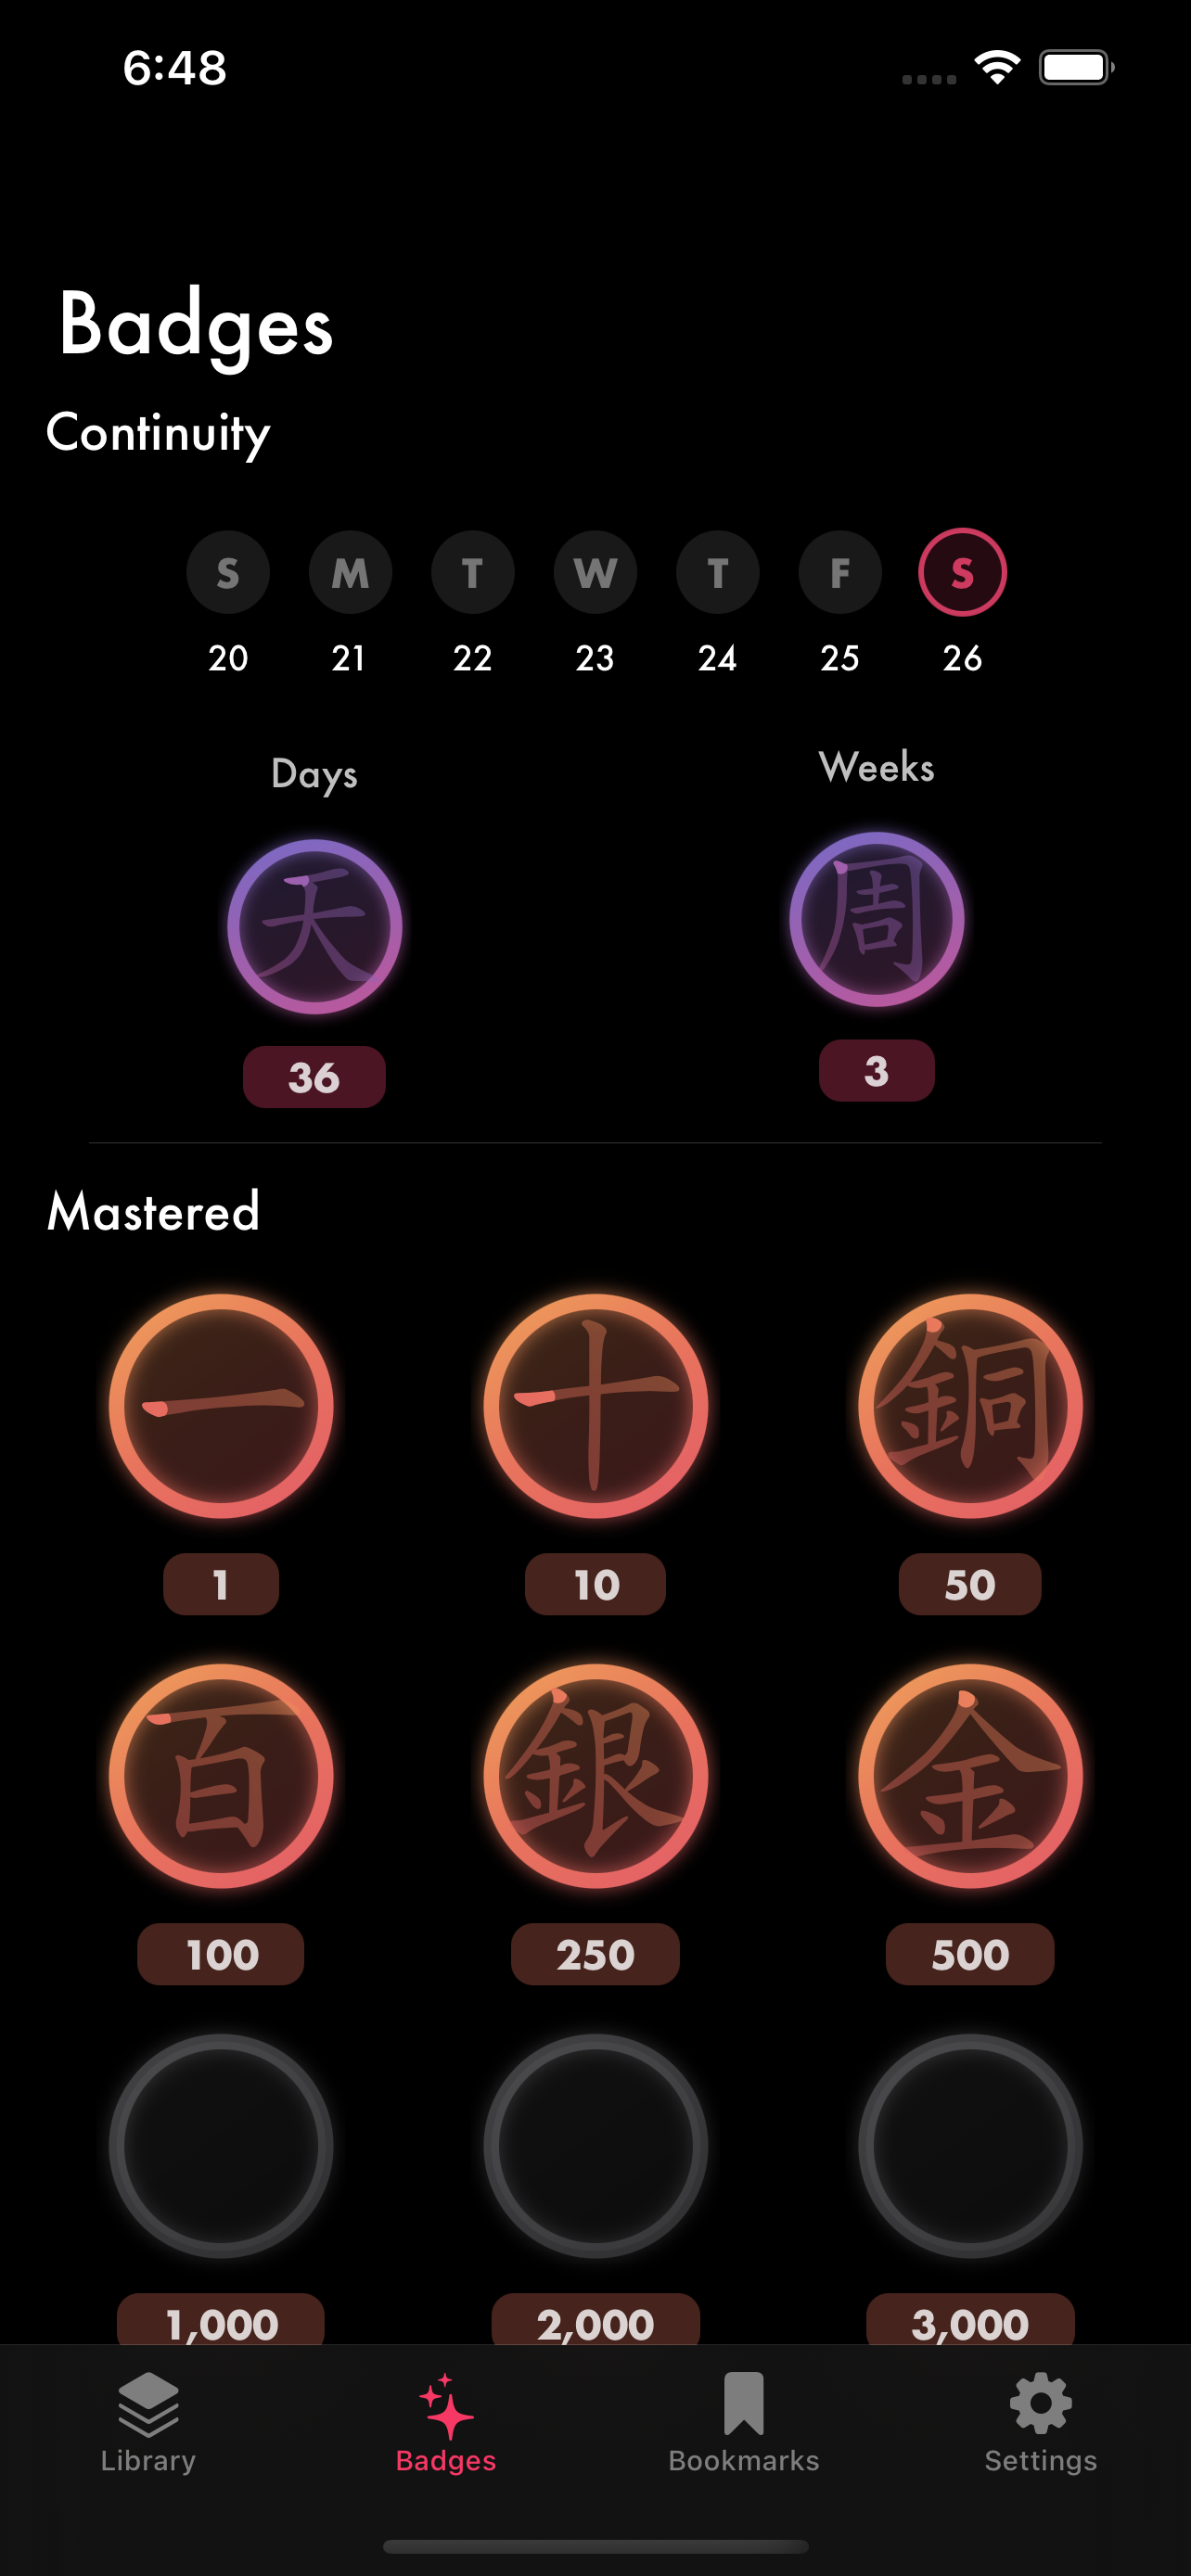 6:48
Badges
Continuity
S M T W T F S
20 21 22 23 24 25 26
Days Weeks
天 周
36 3
Mastered
一 十 銅
1 10 50
百 銀 金
100 250 500
1,000 2,000 3,000
Library Badges Bookmarks Settings